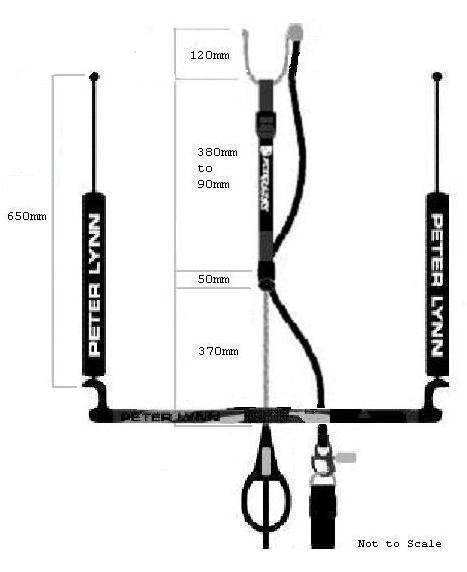 120mm
380mm
to
90mm
650mm
PETER LYNN
PETER LYNN
50mm
370mm
PETER LYNN
Not to Scale